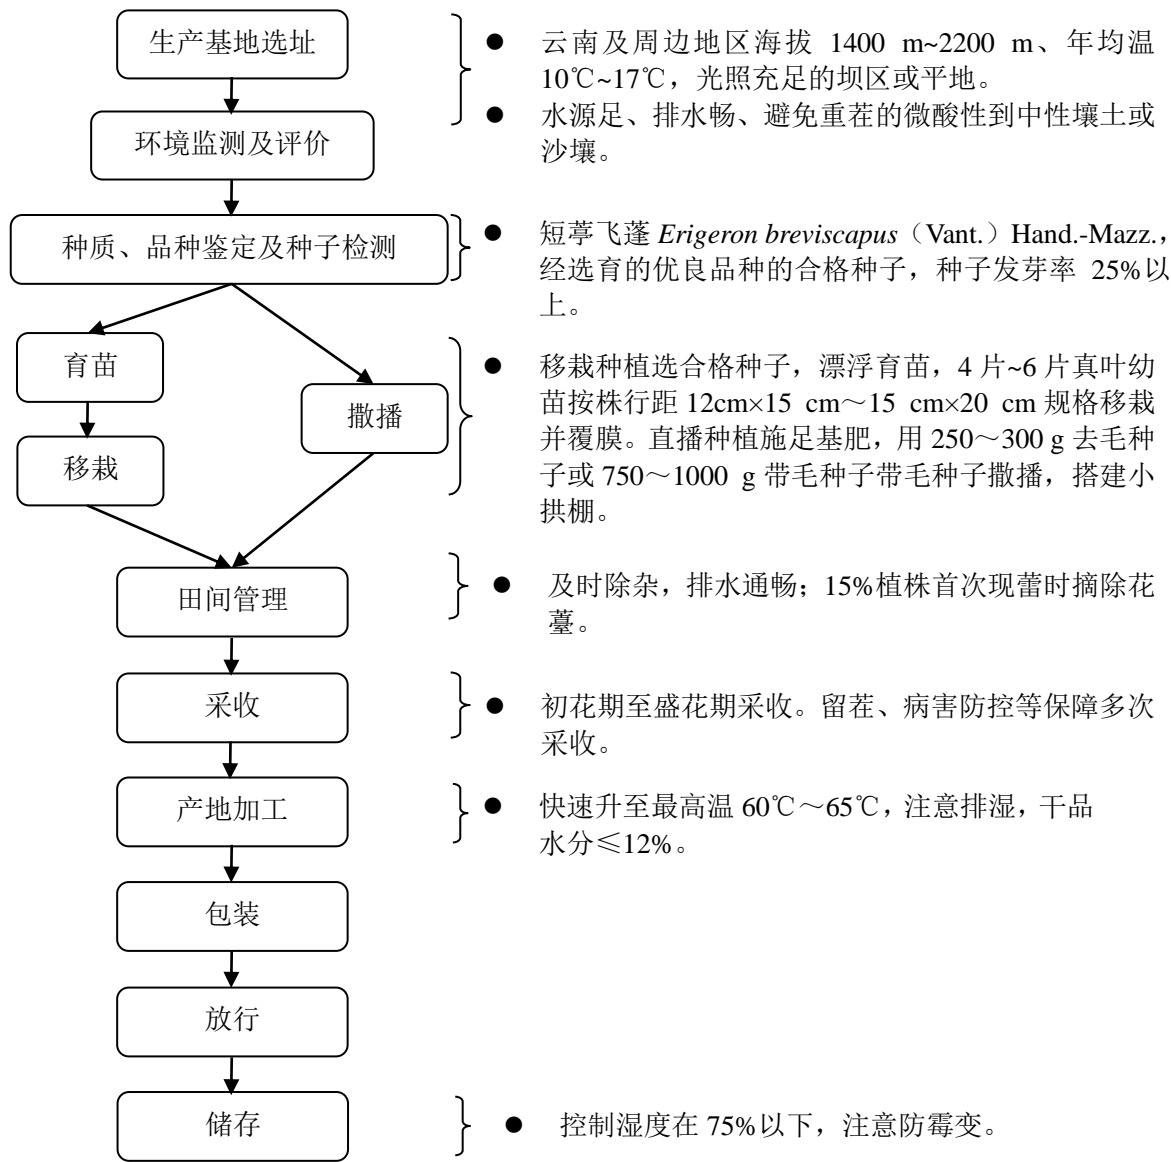 生产基地选址
● 云南及周边地区海拔 1400 m~2200 m、年均温
10℃~17℃，光照充足的坝区或平地。
环境监测及评价
● 水源足、排水畅、避免重茬的微酸性到中性壤土或
沙壤。
种质、品种鉴定及种子检测
● 短葶飞蓬 Erigeron breviscapus（Vant.）Hand.-Mazz.，
经选育的优良品种的合格种子，种子发芽率 25%以
上。
育苗
撒播
移栽
● 移栽种植选合格种子，漂浮育苗，4 片~6 片真叶幼
苗按株行距 12cm×15 cm～15 cm×20 cm 规格移栽
并覆膜。直播种植施足基肥，用 250～300 g 去毛种
子或 750～1000 g 带毛种子带毛种子撒播，搭建小
拱棚。
田间管理
● 及时除杂，排水通畅；15%植株首次现蕾时摘除花
薹。
采收
● 初花期至盛花期采收。留茬、病害防控等保障多次
采收。
产地加工
● 快速升至最高温 60℃～65℃，注意排湿，干品
水分≤12%。
包装
放行
储存
● 控制湿度在 75%以下，注意防霉变。